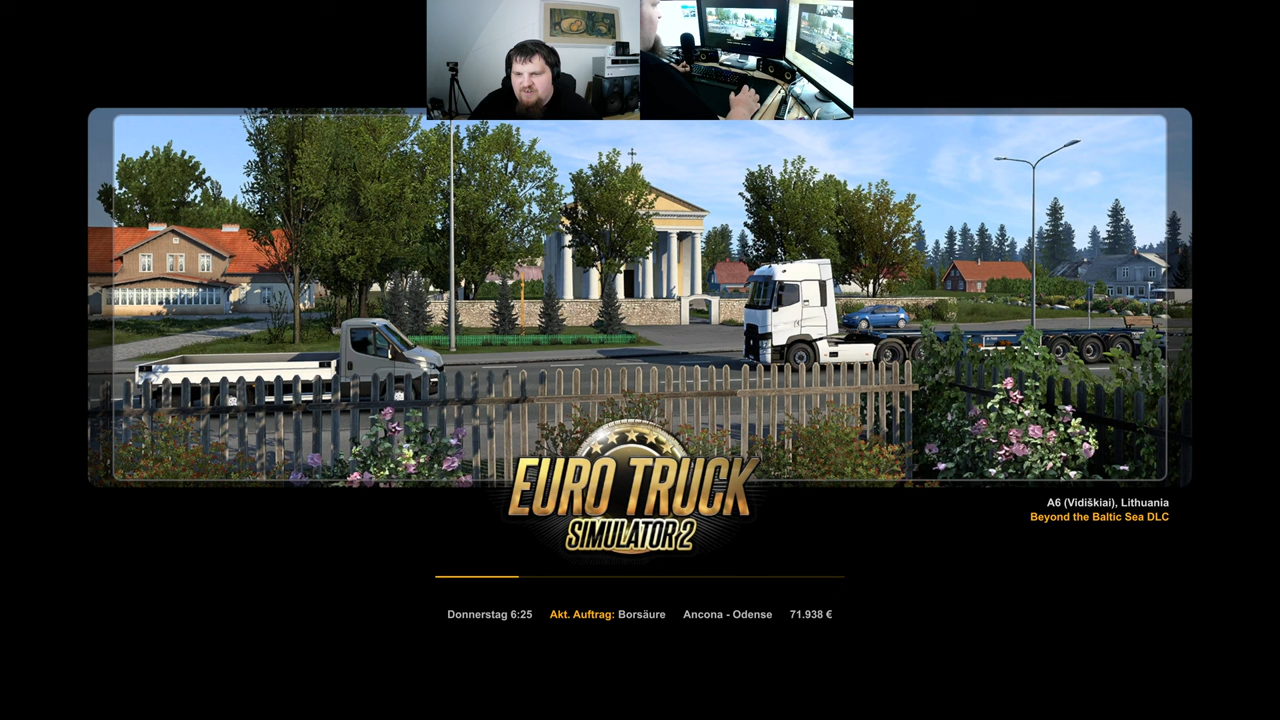 EURO TRUCK
SIMULATOR 2
A6 (Vidiškiai), Lithuania
Beyond the Baltic Sea DLC
Donnerstag 6:25 Akt. Auftrag: Borsäure Ancona - Odense 71.938 €